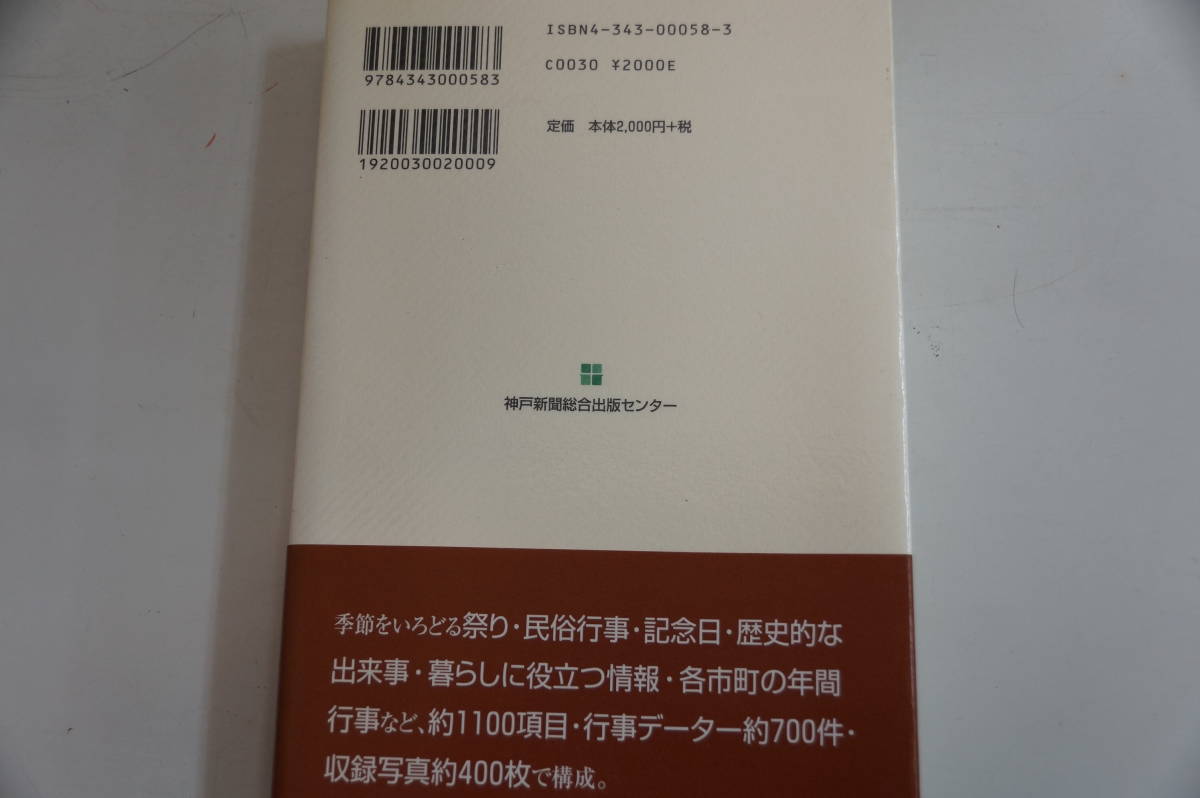 ISBN4-343-00058-3
9784343000583
C0030 ¥2000E
定価 本体2,000円+税
1920030020009
神戸新聞総合出版センター
季節をいろどる祭り・民俗行事・記念日・歴史的な
出来事・暮らしに役立つ情報・各市町の年間
行事など、約1100項目・行事データー約700件・
収録写真約400枚で構成。